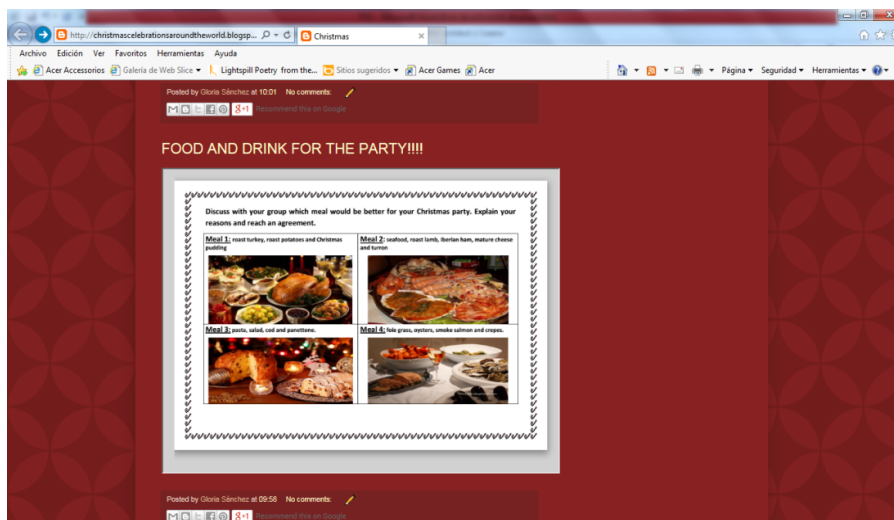 http://christmascelebrationsaroundtheworld.blogsp...
Christmas
Archivo Edición Ver Favoritos Herramientas Ayuda
Acer Accessorios Galería de Web Slice Lightspill Poetry from the... Sitios sugeridos Acer Games Acer
Página Seguridad Herramientas
Posted by Gloria Sánchez at 10:01 No comments:
g+1 Recommend this on Google
FOOD AND DRINK FOR THE PARTY!!!!
Discuss with your group which meal would be better for your Christmas party. Explain your
reasons and reach an agreement.
Meal 1: roast turkey, roast potatoes and Christmas
pudding
Meal 2: seafood, roast lamb, Iberian ham, mature cheese
and turron
Meal 3: pasta, salad, cod and panettone.
Meal 4: foie grass, oysters, smoke salmon and crepes.
Posted by Gloria Sánchez at 09:58 No comments:
g+1 Recommend this on Google